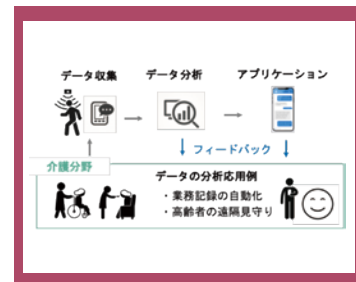 データ収集
データ分析
アプリケーション
フィードバック
介護分野
データの分析応用例
・業務記録の自動化
・高齢者の遠隔見守り